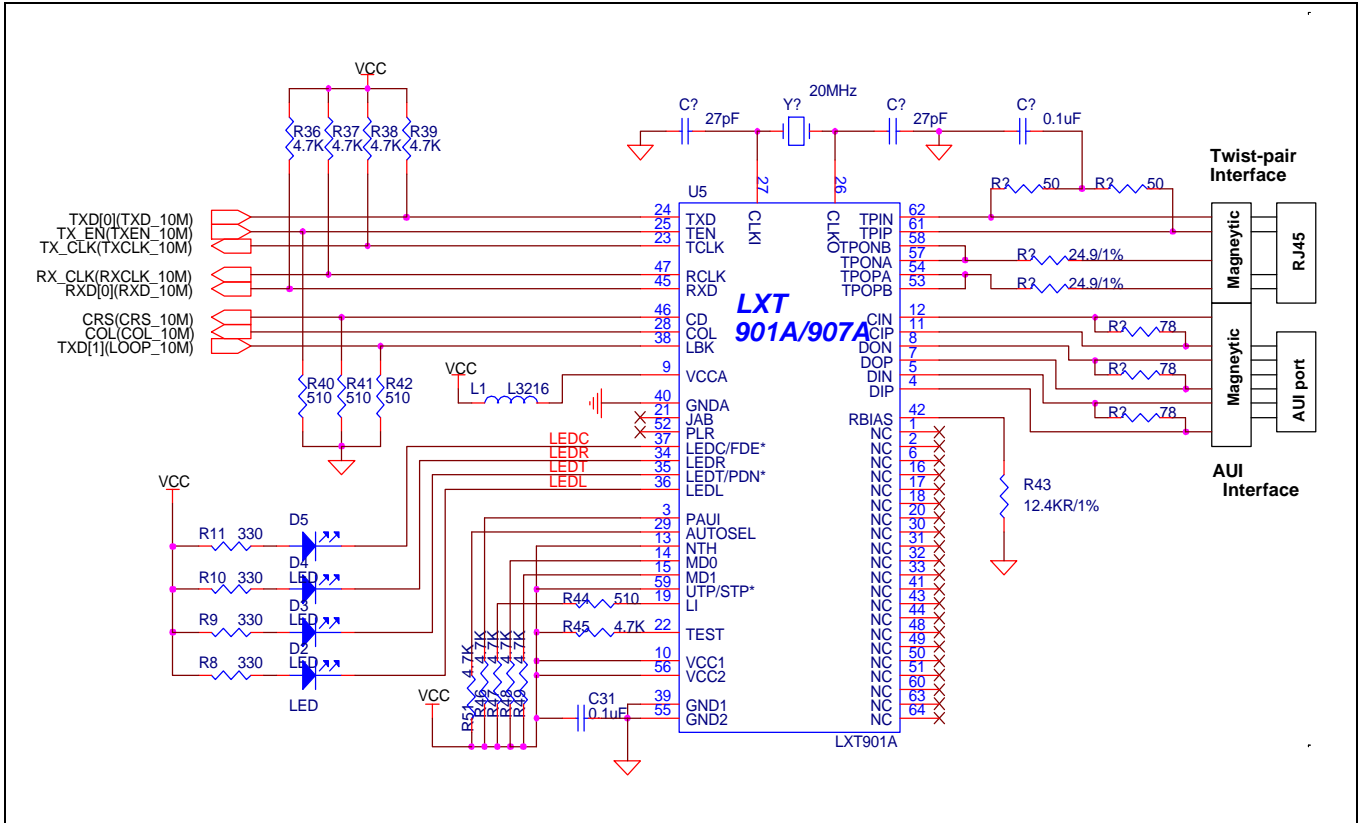 VCC
R36
4.7K
R37
4.7K
R38
4.7K
R39
4.7K
C?
27pF
Y?
20MHz
C?
27pF
C?
0.1uF
R?
50
R?
50
Twist-pair
Interface
TXD[0](TXD_10M)
TX_EN(TXEN_10M)
TX_CLK(TXCLK_10M)
RX_CLK(RXCLK_10M)
RXD[0](RXD_10M)
CRS(CRS_10M)
COL(COL_10M)
TXD[1](LOOP_10M)
U5
27
CLKI
26
CLKO
24 TXD
25 TEN
23 TCLK
47 RCLK
45 RXD
46 CD
28 COL
38 LBK
9 VCCA
40 GNDA
21 JAB
52 PLR
37 LEDC/FDE*
34 LEDR
35 LEDT/PDN*
36 LEDL
3 PAUI
29 AUTOSEL
13 NTH
14 MD0
15 MD1
59 UTP/STP*
19 LI
22 TEST
10 VCC1
56 VCC2
39 GND1
55 GND2
LXT
901A/907A
TPIN 62
TPIP 61
TPONB 58
TPONA 57
TPOPA 54
TPOPB 53
CIN 12
CIP 11
DON 8
DOP 7
DIN 5
DIP 4
RBIAS 42
NC 1
NC 2
NC 6
NC 16
NC 17
NC 18
NC 20
NC 30
NC 31
NC 32
NC 33
NC 41
NC 43
NC 44
NC 48
NC 49
NC 50
NC 51
NC 60
NC 63
NC 64
LXT901A
R? 24.9/1%
R? 24.9/1%
R? 78
R? 78
R? 78
Magneytic
RJ45
Magneytic
AUI port
AUI
Interface
R43
12.4KR/1%
R40
510
R41
510
R42
510
VCC
L1
L3216
LEDC
LEDR
LEDT
LEDL
VCC
R11 330
D5
LED
R10 330
D4
LED
R9 330
D3
LED
R8 330
D2
LED
R44 510
R45 4.7K
R51 4.7K
R46 4.7K
R47 4.7K
R48 4.7K
R49 4.7K
VCC
C31
0.1uF